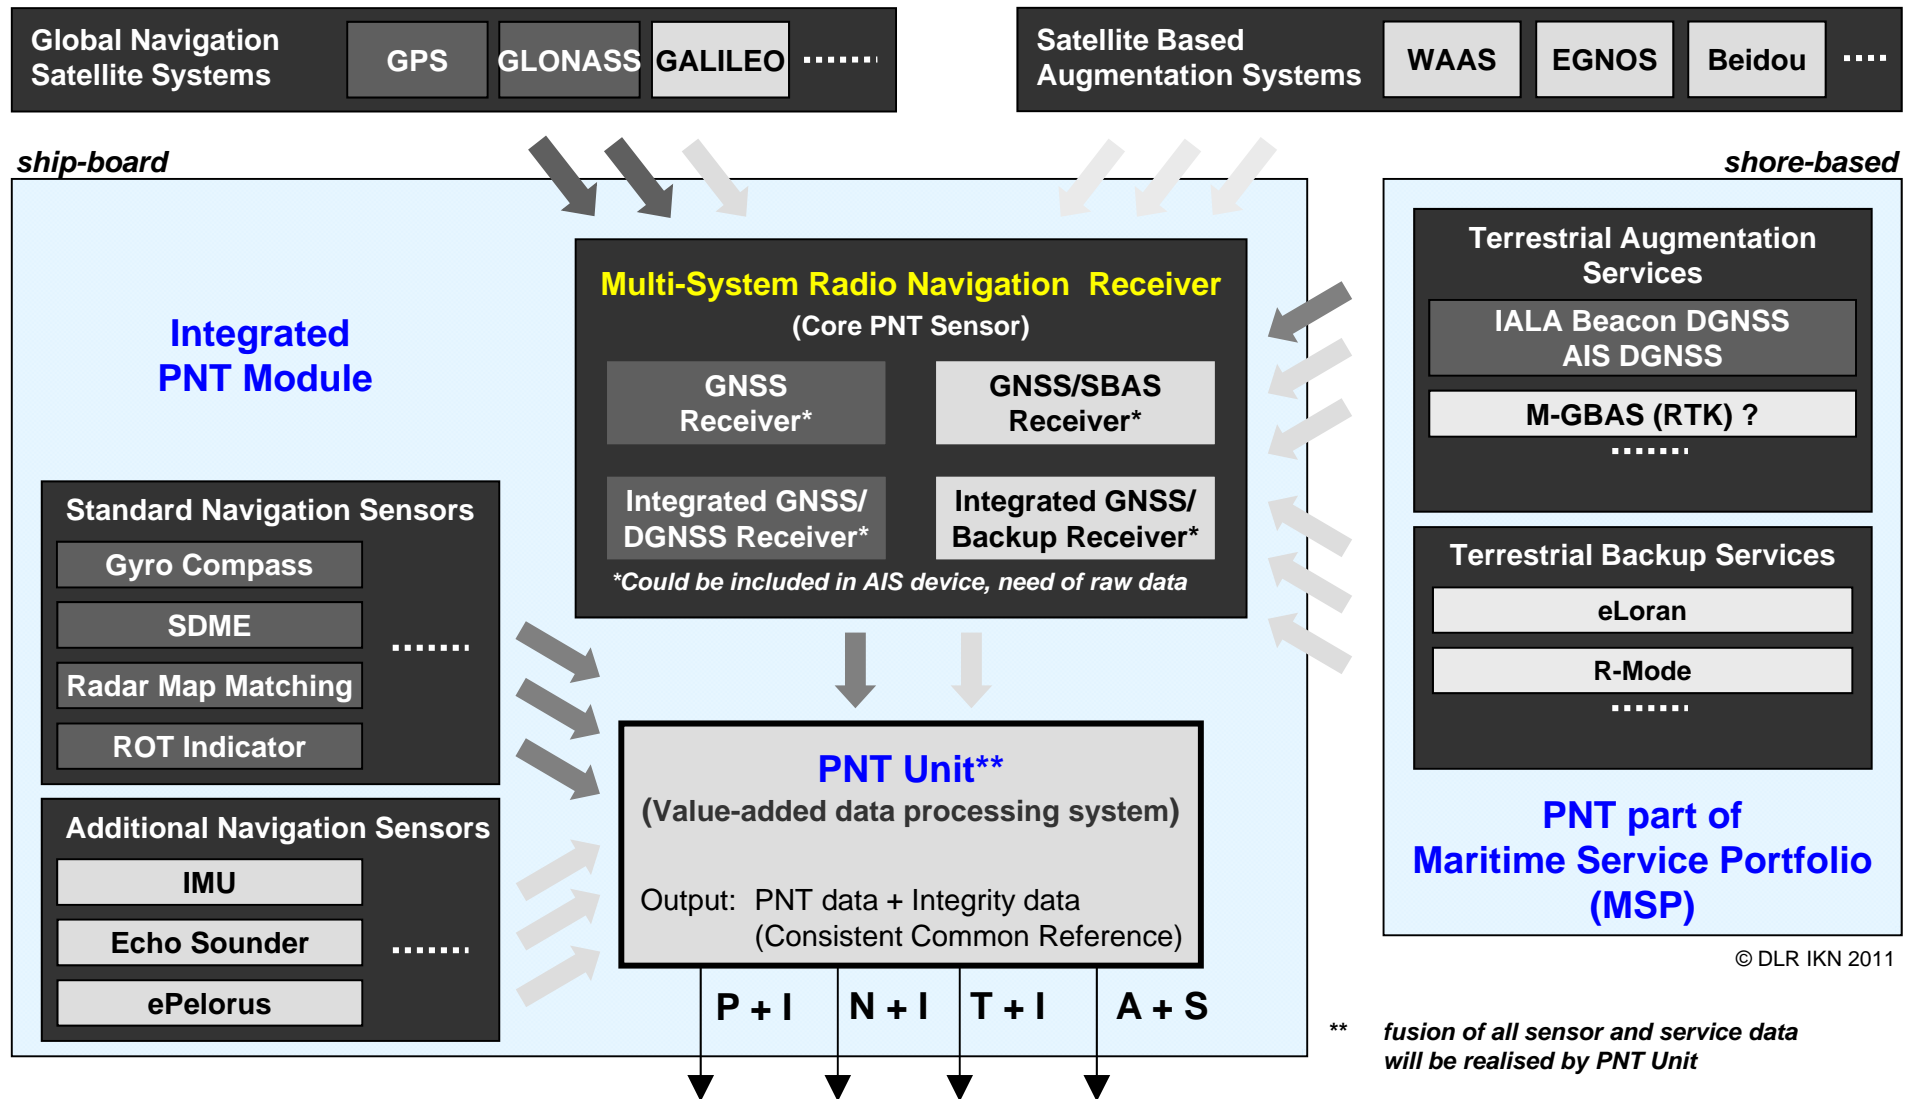 Global Navigation
Satellite Systems
GPS
GLONASS
GALILEO
.......
Satellite Based
Augmentation Systems
WAAS
EGNOS
Beidou
....
ship-board
shore-based
Integrated
PNT Module
Multi-System Radio Navigation Receiver
(Core PNT Sensor)
GNSS
Receiver*
GNSS/SBAS
Receiver*
Integrated GNSS/
DGNSS Receiver*
Integrated GNSS/
Backup Receiver*
*Could be included in AIS device, need of raw data
Standard Navigation Sensors
Gyro Compass
SDME
Radar Map Matching
ROT Indicator
.......
Additional Navigation Sensors
IMU
Echo Sounder
ePelorus
.......
PNT Unit**
(Value-added data processing system)
Output: PNT data + Integrity data
(Consistent Common Reference)
P + I
N + I
T + I
A + S
Terrestrial Augmentation
Services
IALA Beacon DGNSS
AIS DGNSS
M-GBAS (RTK) ?
.......
Terrestrial Backup Services
eLoran
R-Mode
.......
PNT part of
Maritime Service Portfolio
(MSP)
© DLR IKN 2011
** fusion of all sensor and service data
will be realised by PNT Unit